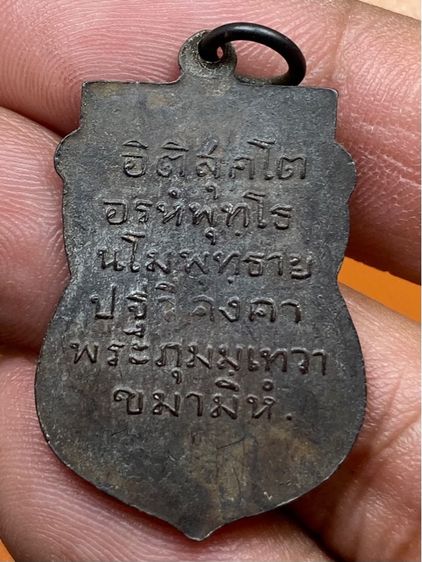 อิติสุคโต
อรหํพุทโธ
นโมพุทธาย
ปฐวิคงคา
พระภุมมเทวา
ขมามิหํ.